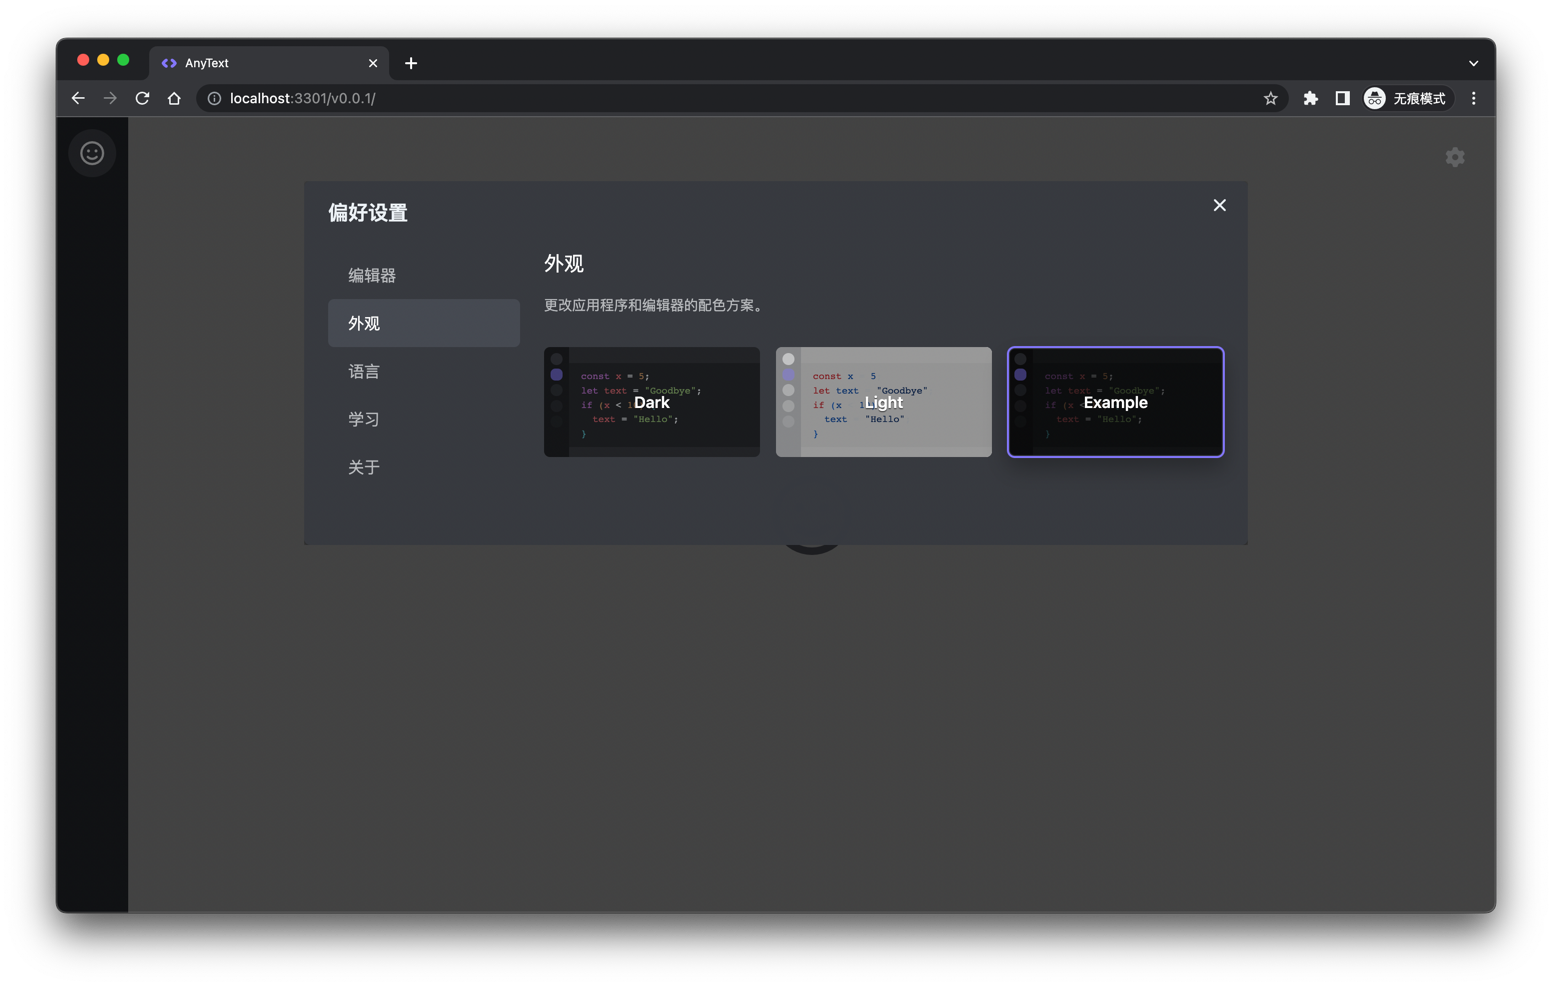 AnyText
localhost:3301/v0.0.1/
无痕模式
偏好设置
编辑器
外观
语言
学习
关于
外观
更改应用程序和编辑器的配色方案。
const x = 5;
let text = "Goodbye";
if (x < 1
text = "Hello";
}
Dark
const x 5
let text "Goodbye"
if (x 1
text "Hello"
}
Light
const x = 5;
let text = "Goodbye";
if (x <
text = "Hello";
}
Example